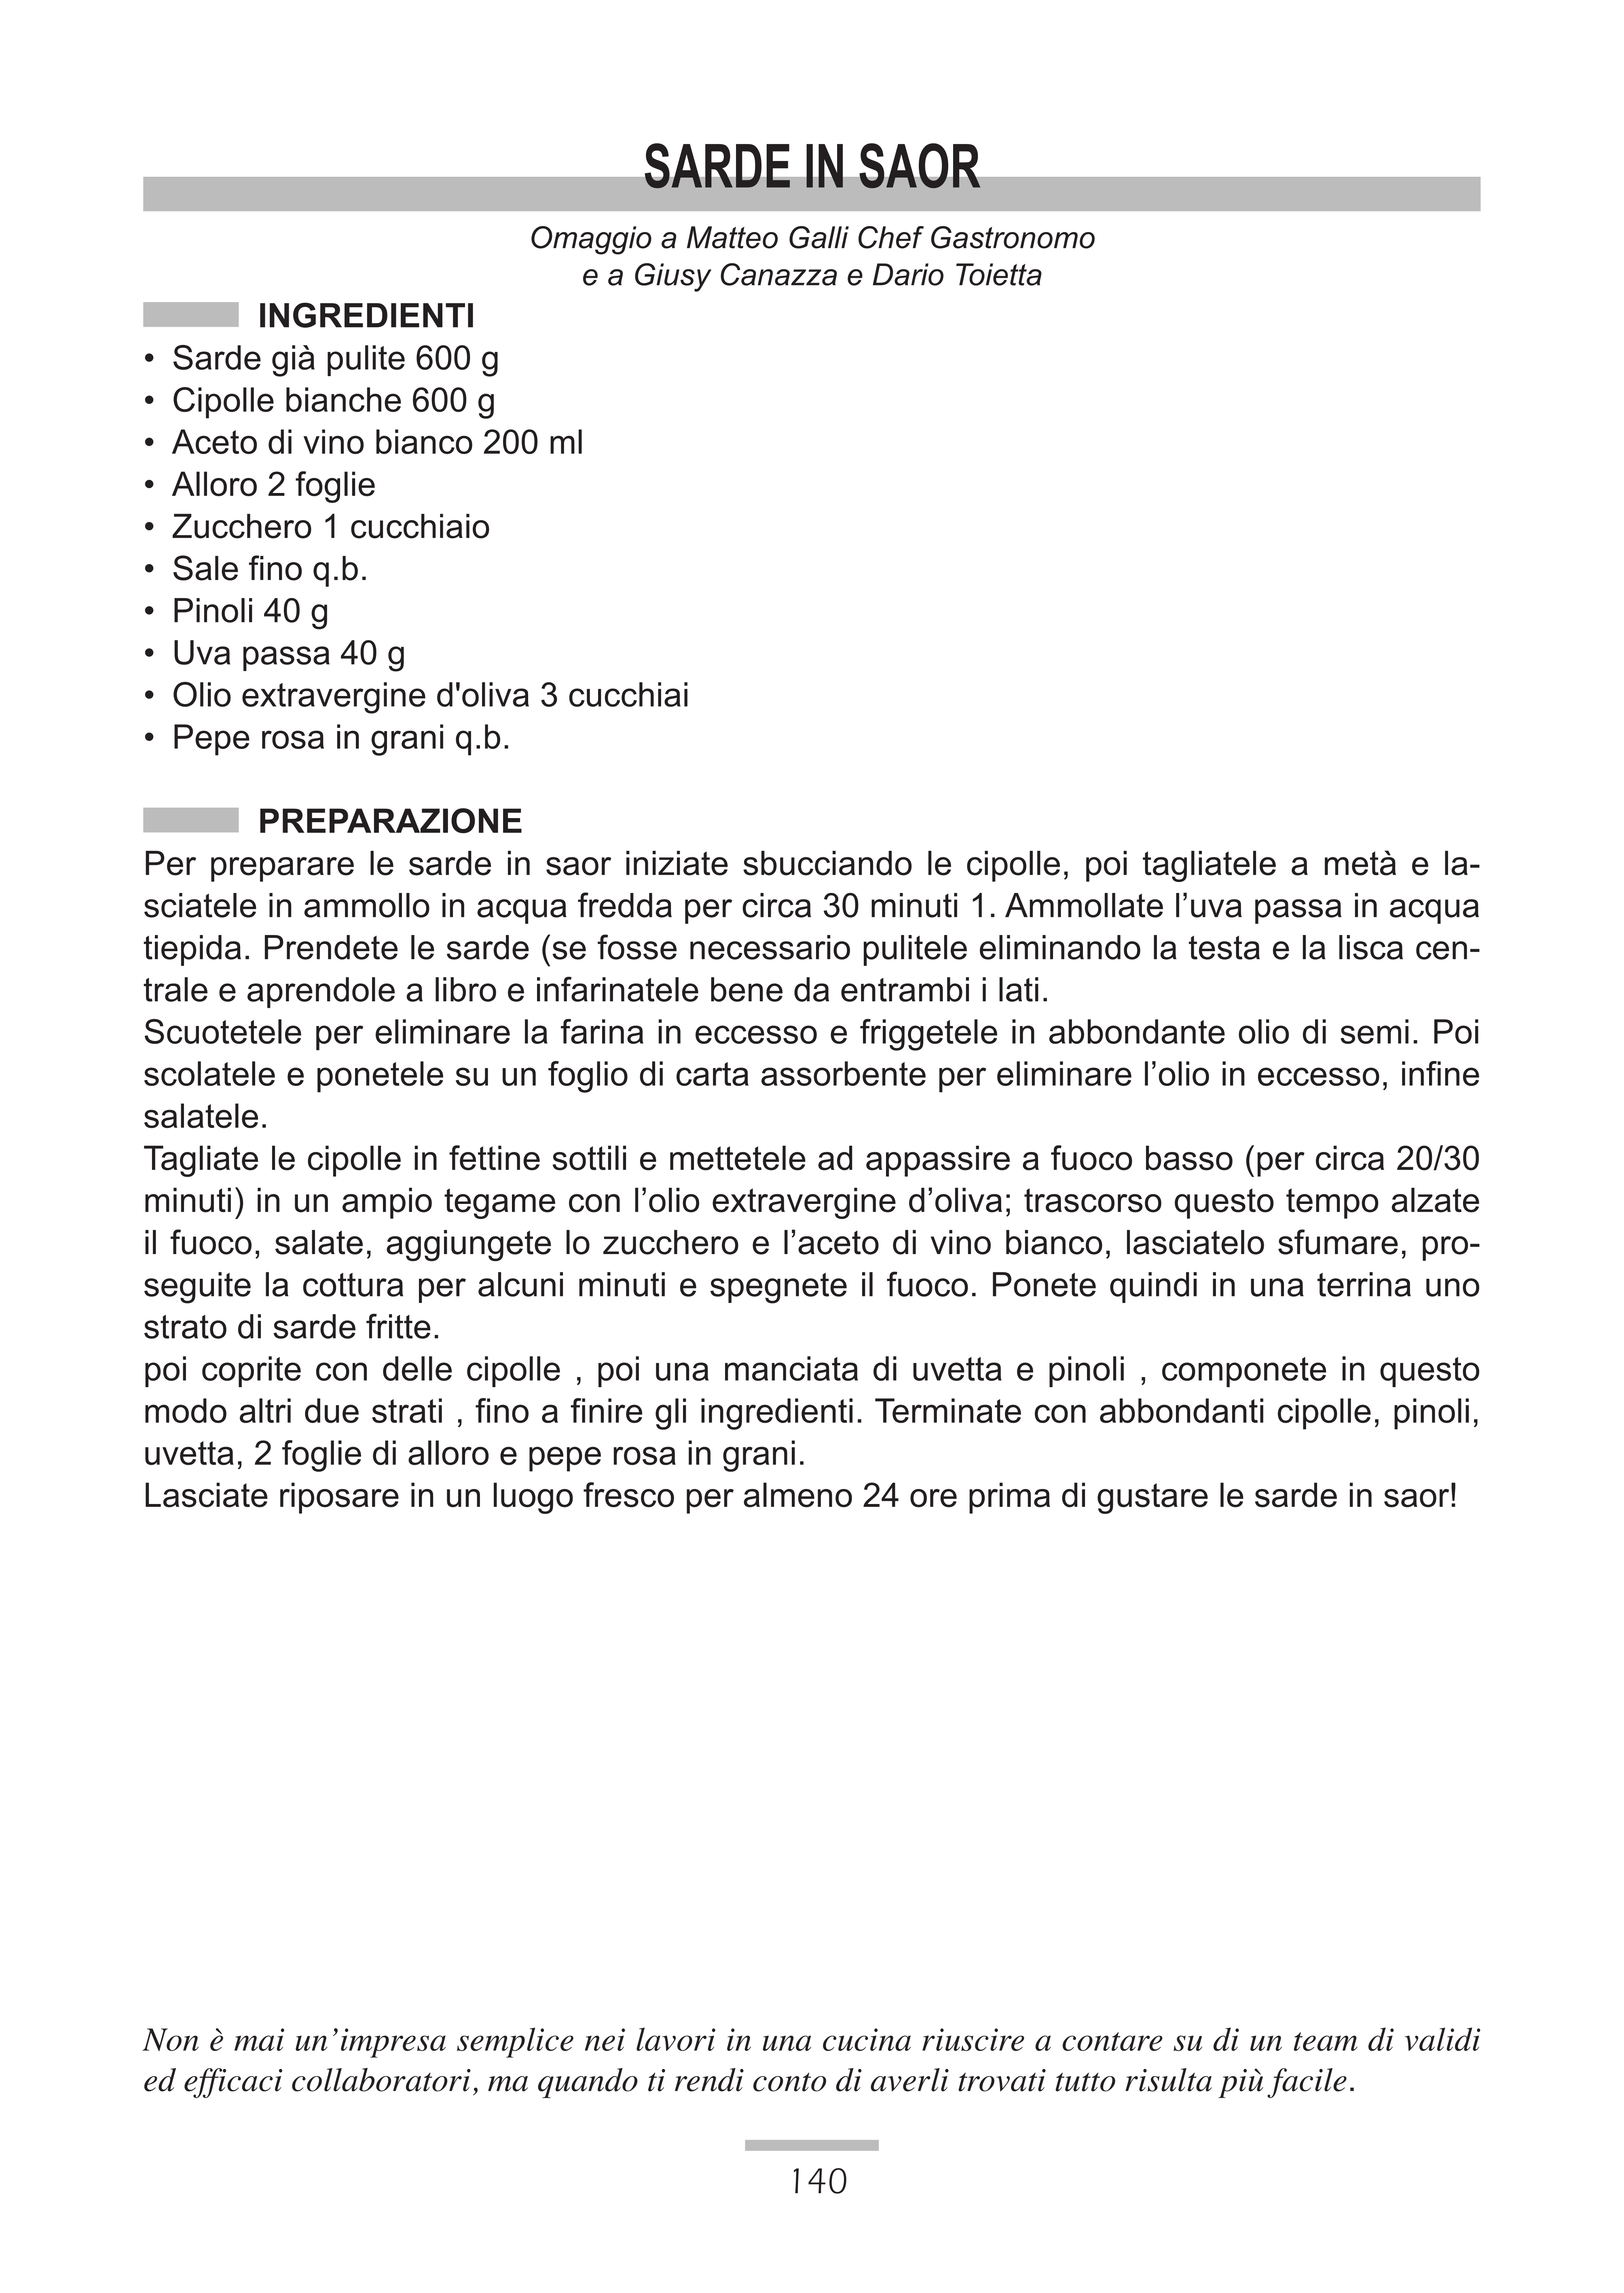 SARDE IN SAOR
Omaggio a Matteo Galli Chef Gastronomo
e a Giusy Canazza e Dario Toietta
INGREDIENTI
• Sarde già pulite 600 g
• Cipolle bianche 600 g
• Aceto di vino bianco 200 ml
• Alloro 2 foglie
• Zucchero 1 cucchiaio
• Sale fino q.b.
• Pinoli 40 g
• Uva passa 40 g
• Olio extravergine d'oliva 3 cucchiai
• Pepe rosa in grani q.b.
PREPARAZIONE
Per preparare le sarde in saor iniziate sbucciando le cipolle, poi tagliatele a metà e la-
sciatele in ammollo in acqua fredda per circa 30 minuti 1. Ammollate l’uva passa in acqua
tiepida. Prendete le sarde (se fosse necessario pulitele eliminando la testa e la lisca cen-
trale e aprendole a libro e infarinatele bene da entrambi i lati.
Scuotetele per eliminare la farina in eccesso e friggetele in abbondante olio di semi. Poi
scolatele e ponetele su un foglio di carta assorbente per eliminare l’olio in eccesso, infine
salatele.
Tagliate le cipolle in fettine sottili e mettetele ad appassire a fuoco basso (per circa 20/30
minuti) in un ampio tegame con l’olio extravergine d’oliva; trascorso questo tempo alzate
il fuoco, salate, aggiungete lo zucchero e l’aceto di vino bianco, lasciatelo sfumare, pro-
seguite la cottura per alcuni minuti e spegnete il fuoco. Ponete quindi in una terrina uno
strato di sarde fritte.
poi coprite con delle cipolle , poi una manciata di uvetta e pinoli , componete in questo
modo altri due strati , fino a finire gli ingredienti. Terminate con abbondanti cipolle, pinoli,
uvetta, 2 foglie di alloro e pepe rosa in grani.
Lasciate riposare in un luogo fresco per almeno 24 ore prima di gustare le sarde in saor!
Non è mai un’impresa semplice nei lavori in una cucina riuscire a contare su di un team di validi
ed efficaci collaboratori, ma quando ti rendi conto di averli trovati tutto risulta più facile.
140